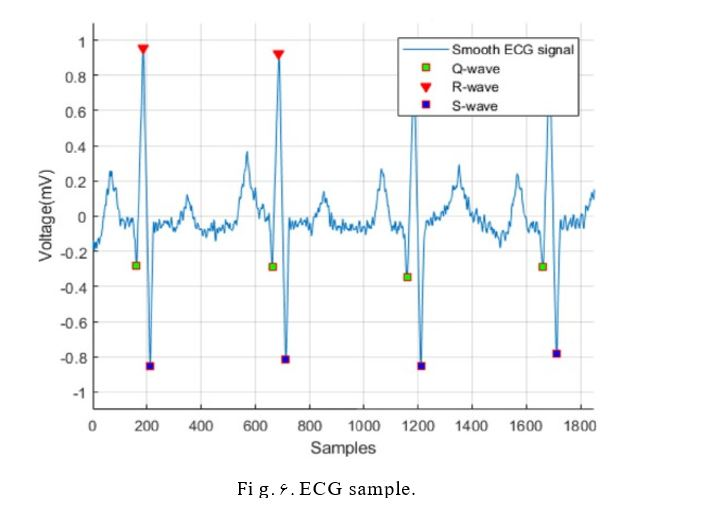 1
0.8
0.6
0.4
0.2
0
-0.2
-0.4
-0.6
-0.8
-1
Voltage(mV)
Smooth ECG signal
Q-wave
R-wave
S-wave
0 200 400 600 800 1000 1200 1400 1600 1800
Samples
Fig.۶. ECG sample.